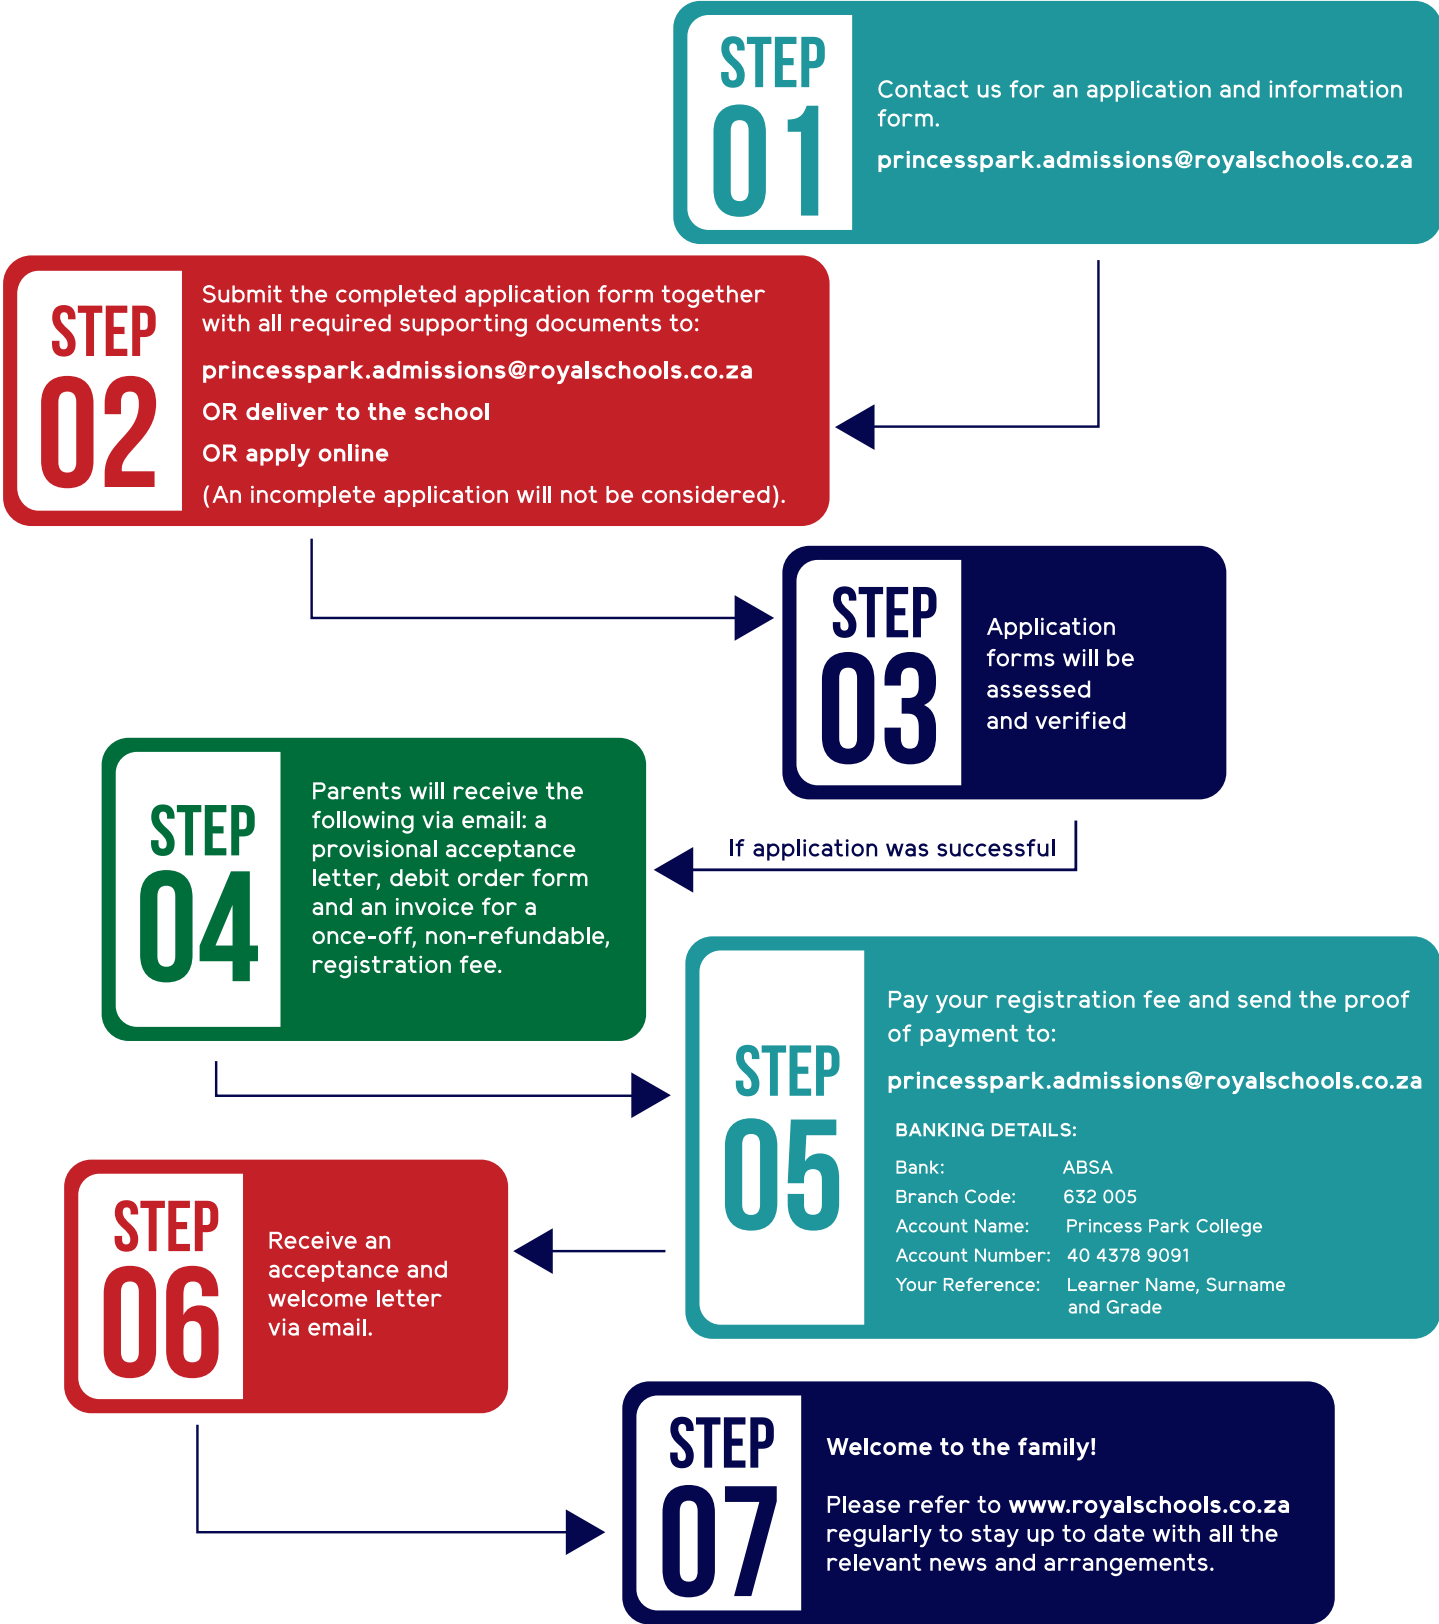 STEP
01
Contact us for an application and information
form.
princesspark.admissions@royalschools.co.za
STEP
02
Submit the completed application form together
with all required supporting documents to:
princesspark.admissions@royalschools.co.za
OR deliver to the school
OR apply online
(An incomplete application will not be considered).
STEP
03
Application
forms will be
assessed
and verified
If application was successful
STEP
04
Parents will receive the
following via email: a
provisional acceptance
letter, debit order form
and an invoice for a
once-off, non-refundable,
registration fee.
STEP
05
Pay your registration fee and send the proof
of payment to:
princesspark.admissions@royalschools.co.za
BANKING DETAILS:
Bank: ABSA
Branch Code: 632 005
Account Name: Princess Park College
Account Number: 40 4378 9091
Your Reference: Learner Name, Surname
and Grade
STEP
06
Receive an
acceptance and
welcome letter
via email.
STEP
07
Welcome to the family!
Please refer to www.royalschools.co.za
regularly to stay up to date with all the
relevant news and arrangements.